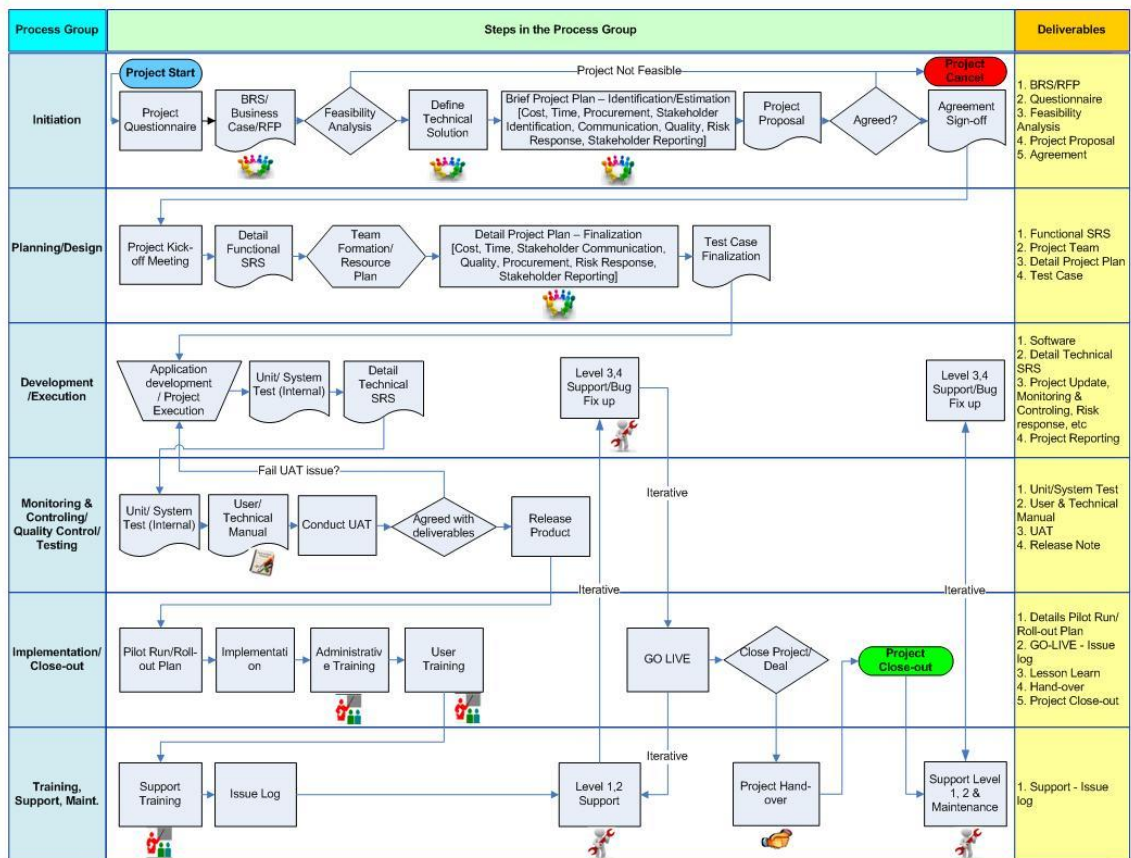 Process Group
Steps in the Process Group
Deliverables
Initiation
Project Start
Project Not Feasible
Project
Cancel
Project
Questionnaire
BRS/
Business
Case/RFP
Feasibility
Analysis
Define
Technical
Solution
Brief Project Plan – Identification/Estimation
[Cost, Time, Procurement, Stakeholder
Identification, Communication, Quality, Risk
Response, Stakeholder Reporting]
Project
Proposal
Agreed?
Agreement
Sign-off
1. BRS/RFP
2. Questionnaire
3. Feasibility
Analysis
4. Project Proposal
5. Agreement
Planning/Design
Project Kick-
off Meeting
Detail
Functional
SRS
Team
Formation/
Resource
Plan
Detail Project Plan – Finalization
[Cost, Time, Stakeholder Communication,
Quality, Procurement, Risk Response,
Stakeholder Reporting]
Test Case
Finalization
1. Functional SRS
2. Project Team
3. Detail Project Plan
4. Test Case
Development
/Execution
Application
development
/ Project
Execution
Unit/ System
Test (Internal)
Detail
Technical
SRS
Level 3,4
Support/Bug
Fix up
Level 3,4
Support/Bug
Fix up
1. Software
2. Detail Technical
SRS
3. Project Update,
Monitoring &
Controling, Risk
response, etc
4. Project Reporting
Monitoring &
Controling/
Quality Control/
Testing
Fail UAT issue?
Unit/ System
Test (Internal)
User/
Technical
Manual
Conduct UAT
Agreed with
deliverables
Release
Product
Iterative
Iterative
Iterative
1. Unit/System Test
2. User & Technical
Manual
3. UAT
4. Release Note
Implementation/
Close-out
Pilot Run/Roll-
out Plan
Implementati
on
Administrativ
e Training
User
Training
GO LIVE
Close Project/
Deal
Project
Close-out
1. Details Pilot Run/
Roll-out Plan
2. GO-LIVE - Issue
log
3. Lesson Learn
4. Hand-over
5. Project Close-out
Training,
Support, Maint.
Support
Training
Issue Log
Level 1,2
Support
Iterative
Project Hand-
over
Support Level
1, 2 &
Maintenance
1. Support - Issue
log